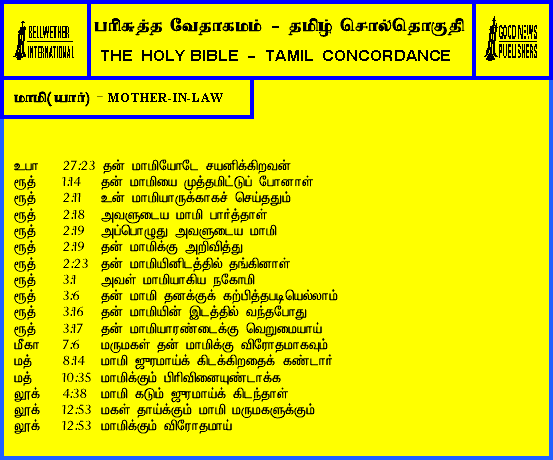 BELLWETHER
INTERNATIONAL
பரிசுத்த வேதாகமம் - தமிழ் சொல்தொகுதி
THE HOLY BIBLE - TAMIL CONCORDANCE
GOOD NEWS
PUBLISHERS
மாமி(யார்) - MOTHER-IN-LAW
உபா 27:23 தன் மாமியோடே சயனிக்கிறவன்
ரூத் 1:14 தன் மாமியை முத்தமிட்டுப் போனாள்
ரூத் 2:11 உன் மாமியாருக்காகச் செய்ததும்
ரூத் 2:18 அவளுடைய மாமி பார்த்தாள்
ரூத் 2:19 அப்பொழுது அவளுடைய மாமி
ரூத் 2:19 தன் மாமிக்கு அறிவித்து
ரூத் 2:23 தன் மாமியினிடத்தில் தங்கினாள்
ரூத் 3:1 அவள் மாமியாகிய நகோமி
ரூத் 3:6 தன் மாமி தனக்குக் கற்பித்தபடியெல்லாம்
ரூத் 3:16 தன் மாமியின் இடத்தில் வந்தபோது
ரூத் 3:17 தன் மாமியாரண்டைக்கு வெறுமையாய்
மீகா 7:6 மருமகள் தன் மாமிக்கு விரோதமாகவும்
மத் 8:14 மாமி ஜுரமாய்க் கிடக்கிறதைக் கண்டார்
மத் 10:35 மாமிக்கும் பிரிவினையுண்டாக்க
லூக் 4:38 மாமி கடும் ஜுரமாய்க் கிடந்தாள்
லூக் 12:53 மகள் தாய்க்கும் மாமி மருமகளுக்கும்
லூக் 12:53 மாமிக்கும் விரோதமாய்